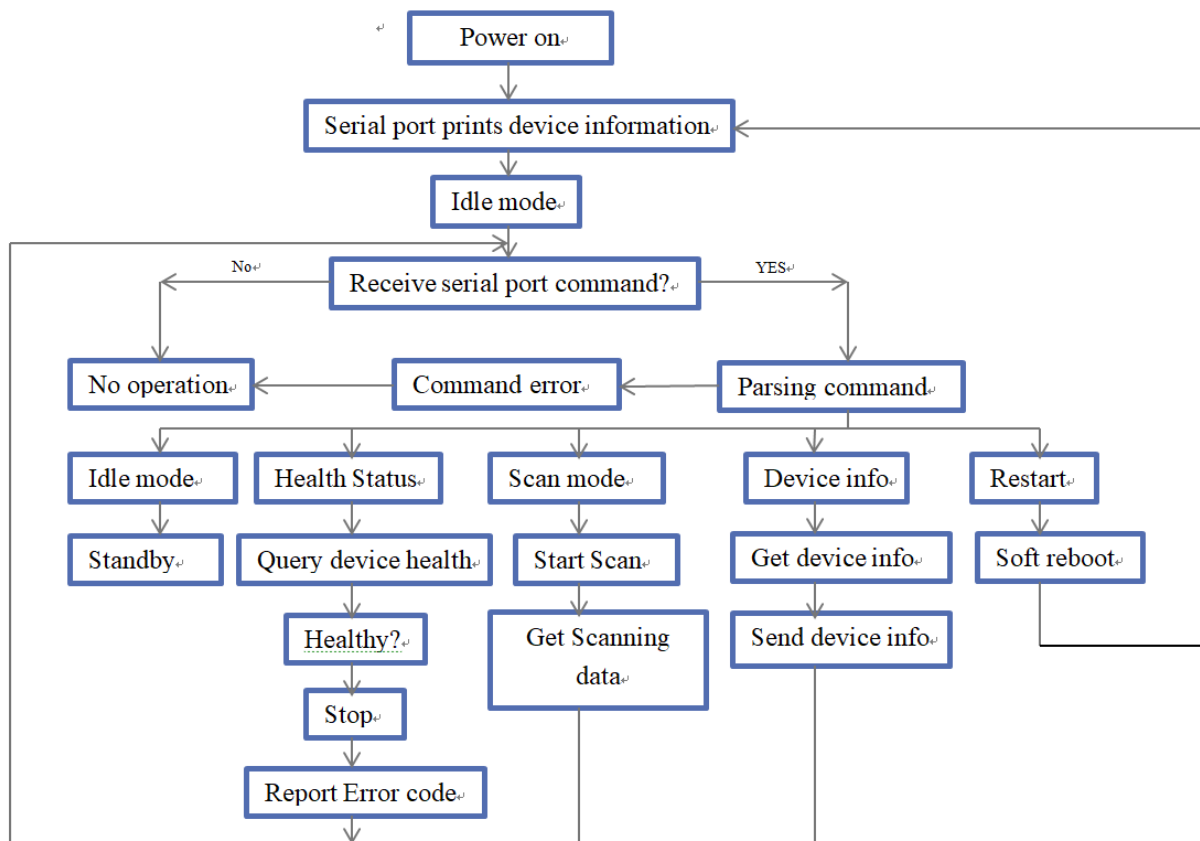 Power on
Serial port prints device information
Idle mode
No
YES
Receive serial port command?
No operation
Command error
Parsing command
Idle mode
Health Status
Scan mode
Device info
Restart
Standby
Query device health
Start Scan
Get device info
Soft reboot
Healthy?
Get Scanning
data
Send device info
Stop
Report Error code